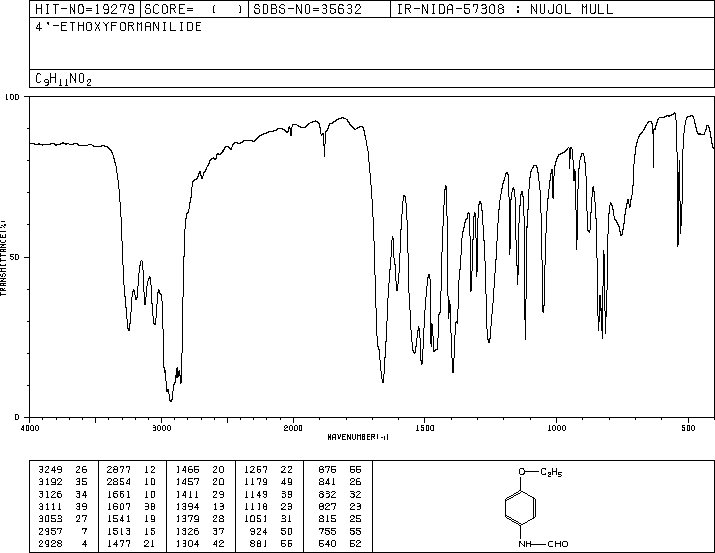 HIT-NO=19279 SCORE= ( ) SDBS-NO=35632 IR-NIDA-57308 : NUJOL MULL
4'-ETHOXYFORMANILIDE
C9H11NO2
100
50
0
TRANSMITTANCE(%)
4000 3000 2000 1500 1000 500
WAVENUMBER(-1)
3249 26 2877 12 1466 20 1257 22 876 55
3192 35 2854 10 1457 20 1179 49 841 26
3126 34 1661 10 1411 29 1149 39 832 32
3111 39 1607 38 1394 13 1118 23 827 23
3053 27 1541 19 1379 28 1051 31 815 25
2957 7 1513 15 1326 37 924 50 755 55
2928 4 1477 21 1304 42 881 55 540 52
O C2H5
NH CHO